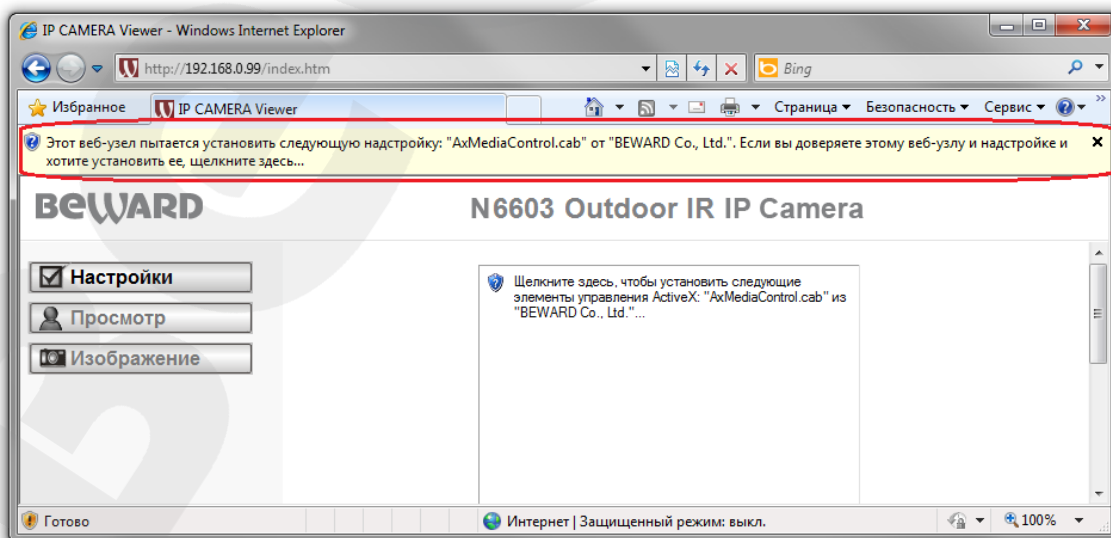 IP CAMERA Viewer - Windows Internet Explorer
http://192.168.0.99/index.htm
Bing
Избранное
IP CAMERA Viewer
Страница
Безопасность
Сервис
Этот веб-узел пытается установить следующую надстройку: "AxMediaControl.cab" от "BEWARD Co., Ltd.". Если вы доверяете этому веб-узлу и надстройке и
хотите установить ее, щелкните здесь...
BEWARD
N6603 Outdoor IR IP Camera
Настройки
Просмотр
Изображение
Щелкните здесь, чтобы установить следующие
элементы управления ActiveX: "AxMediaControl.cab" из
"BEWARD Co., Ltd."...
Готово
Интернет | Защищенный режим: выкл.
100%